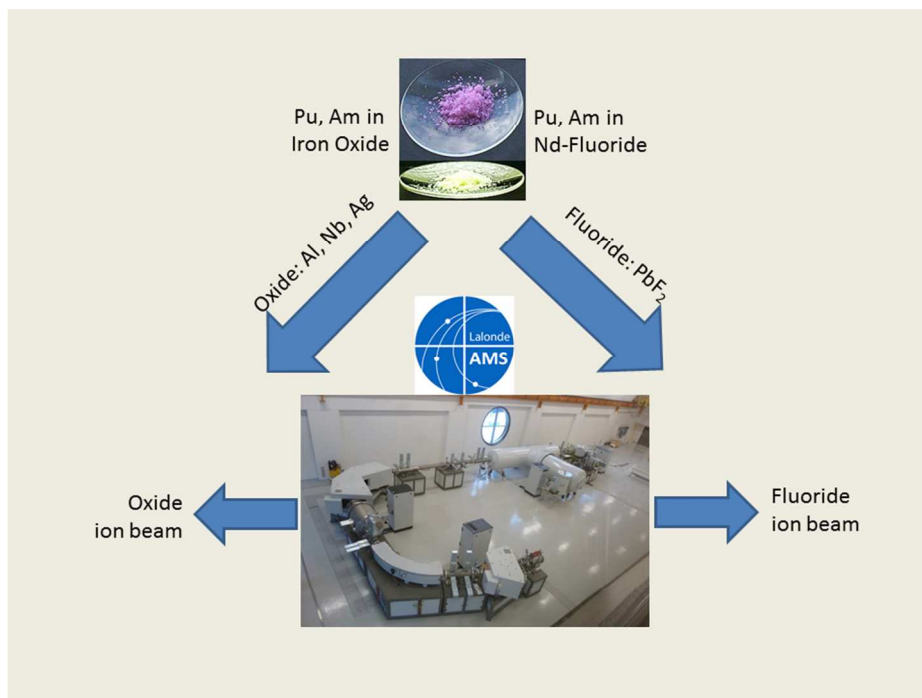 Pu, Am in
Iron Oxide
Pu, Am in
Nd-Fluoride
Oxide: Al, Nb, Ag
Fluoride: PbF₂
Lalonde
AMS
Oxide
ion beam
Fluoride
ion beam